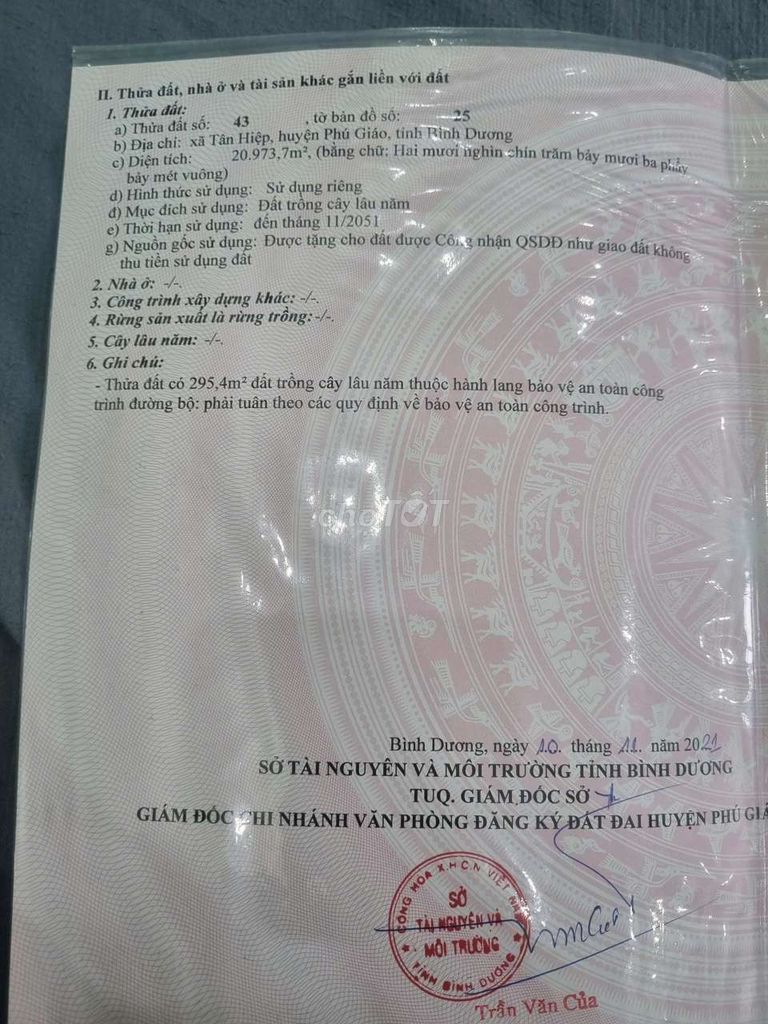 II. Thửa đất, nhà ở và tài sản khác gắn liền với đất
1. Thửa đất:
a) Thửa đất số: 43 , tờ bản đồ số: 25
b) Địa chỉ: xã Tân Hiệp, huyện Phú Giáo, tỉnh Bình Dương
c) Diện tích: 20.973,7m², (bằng chữ: Hai mươi nghìn chín trăm bảy mươi ba phẩy
bảy mét vuông)
d) Hình thức sử dụng: Sử dụng riêng
đ) Mục đích sử dụng: Đất trồng cây lâu năm
e) Thời hạn sử dụng: đến tháng 11/2051
g) Nguồn gốc sử dụng: Được tặng cho đất được Công nhận QSDĐ như giao đất không
thu tiền sử dụng đất
2. Nhà ở: -/-.
3. Công trình xây dựng khác: -/-.
4. Rừng sản xuất là rừng trồng: -/-.
5. Cây lâu năm: -/-.
6. Ghi chú:
- Thửa đất có 295,4m² đất trồng cây lâu năm thuộc hành lang bảo vệ an toàn công
trình đường bộ: phải tuân theo các quy định về bảo vệ an toàn công trình.
chợTỐT
Bình Dương, ngày 10. tháng 11. năm 2021
SỞ TÀI NGUYÊN VÀ MÔI TRƯỜNG TỈNH BÌNH DƯƠNG
TUQ. GIÁM ĐỐC SỞ
GIÁM ĐỐC CHI NHÁNH VĂN PHÒNG ĐĂNG KÝ ĐẤT ĐAI HUYỆN PHÚ GIÁ
CỘNG HÒA X.H.C.N VIỆT NAM
SỞ
TÀI NGUYÊN VÀ
MÔI TRƯỜNG
TỈNH BÌNH DƯƠNG
Trần Văn Của